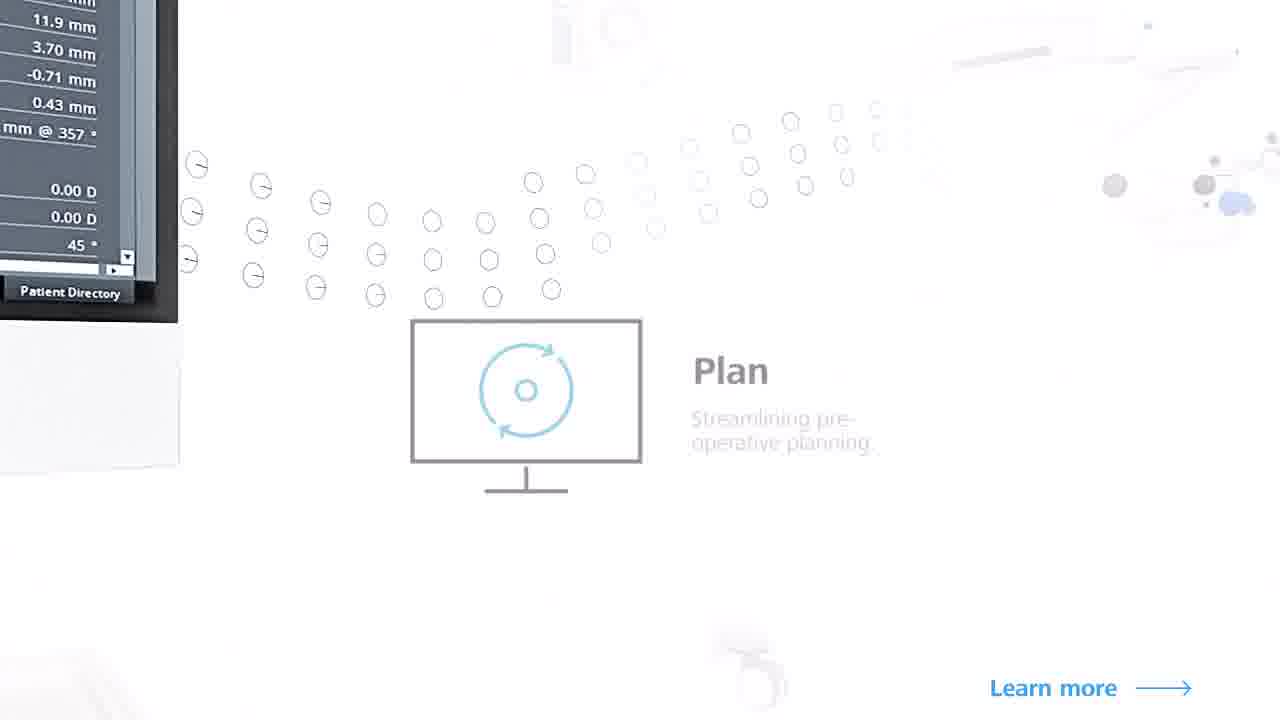 11.9 mm
3.70 mm
-0.71 mm
0.43 mm
mm @ 357 °
0.00 D
0.00 D
45 °
Patient Directory
Plan
Streamlining pre-
operative planning.
Learn more